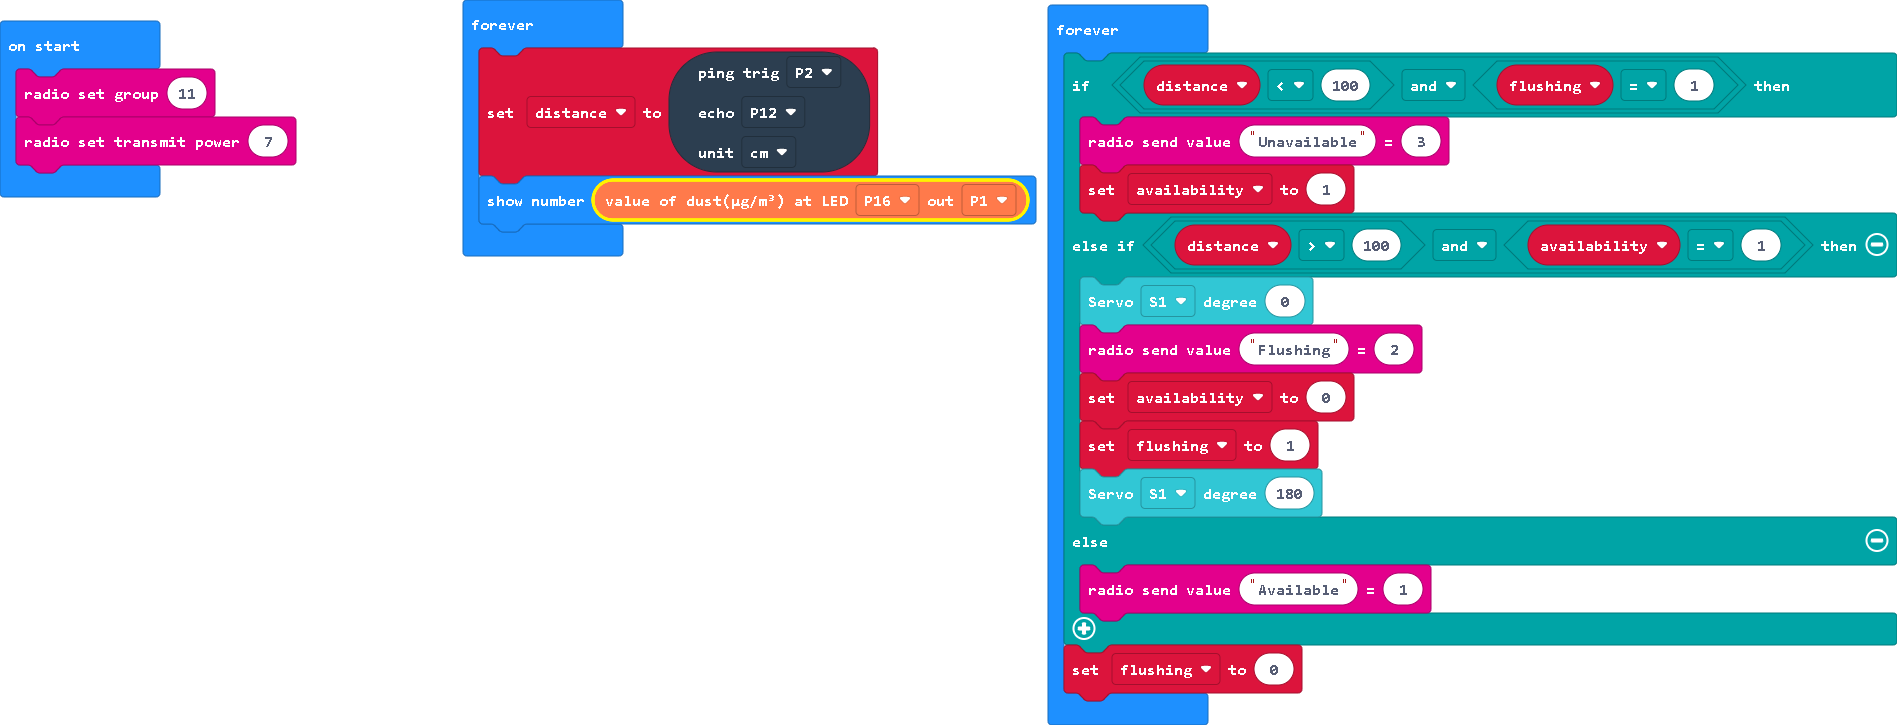 on start
radio set group 11
radio set transmit power 7
forever
set distance to ping trig P2
echo P12
unit cm
show number value of dust(μg/m³) at LED P16 out P1
forever
if distance < 100 and flushing = 1 then
radio send value "Unavailable" = 3
set availability to 1
else if distance > 100 and availability = 1 then
Servo S1 degree 0
radio send value "Flushing" = 2
set availability to 0
set flushing to 1
Servo S1 degree 180
else
radio send value "Available" = 1
set flushing to 0